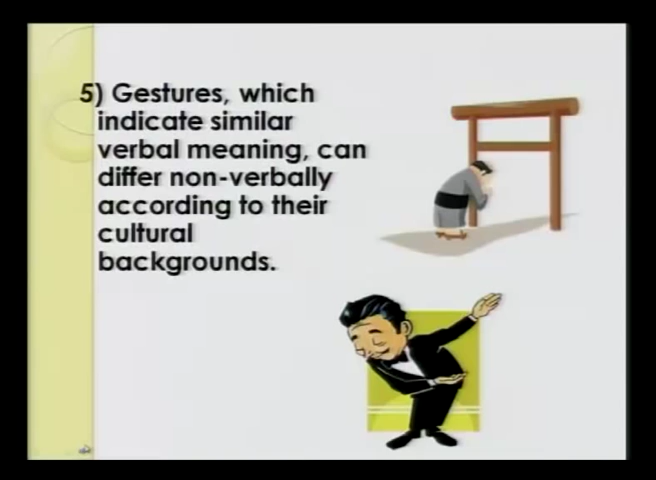 5) Gestures, which
indicate similar
verbal meaning, can
differ non-verbally
according to their
cultural
backgrounds.